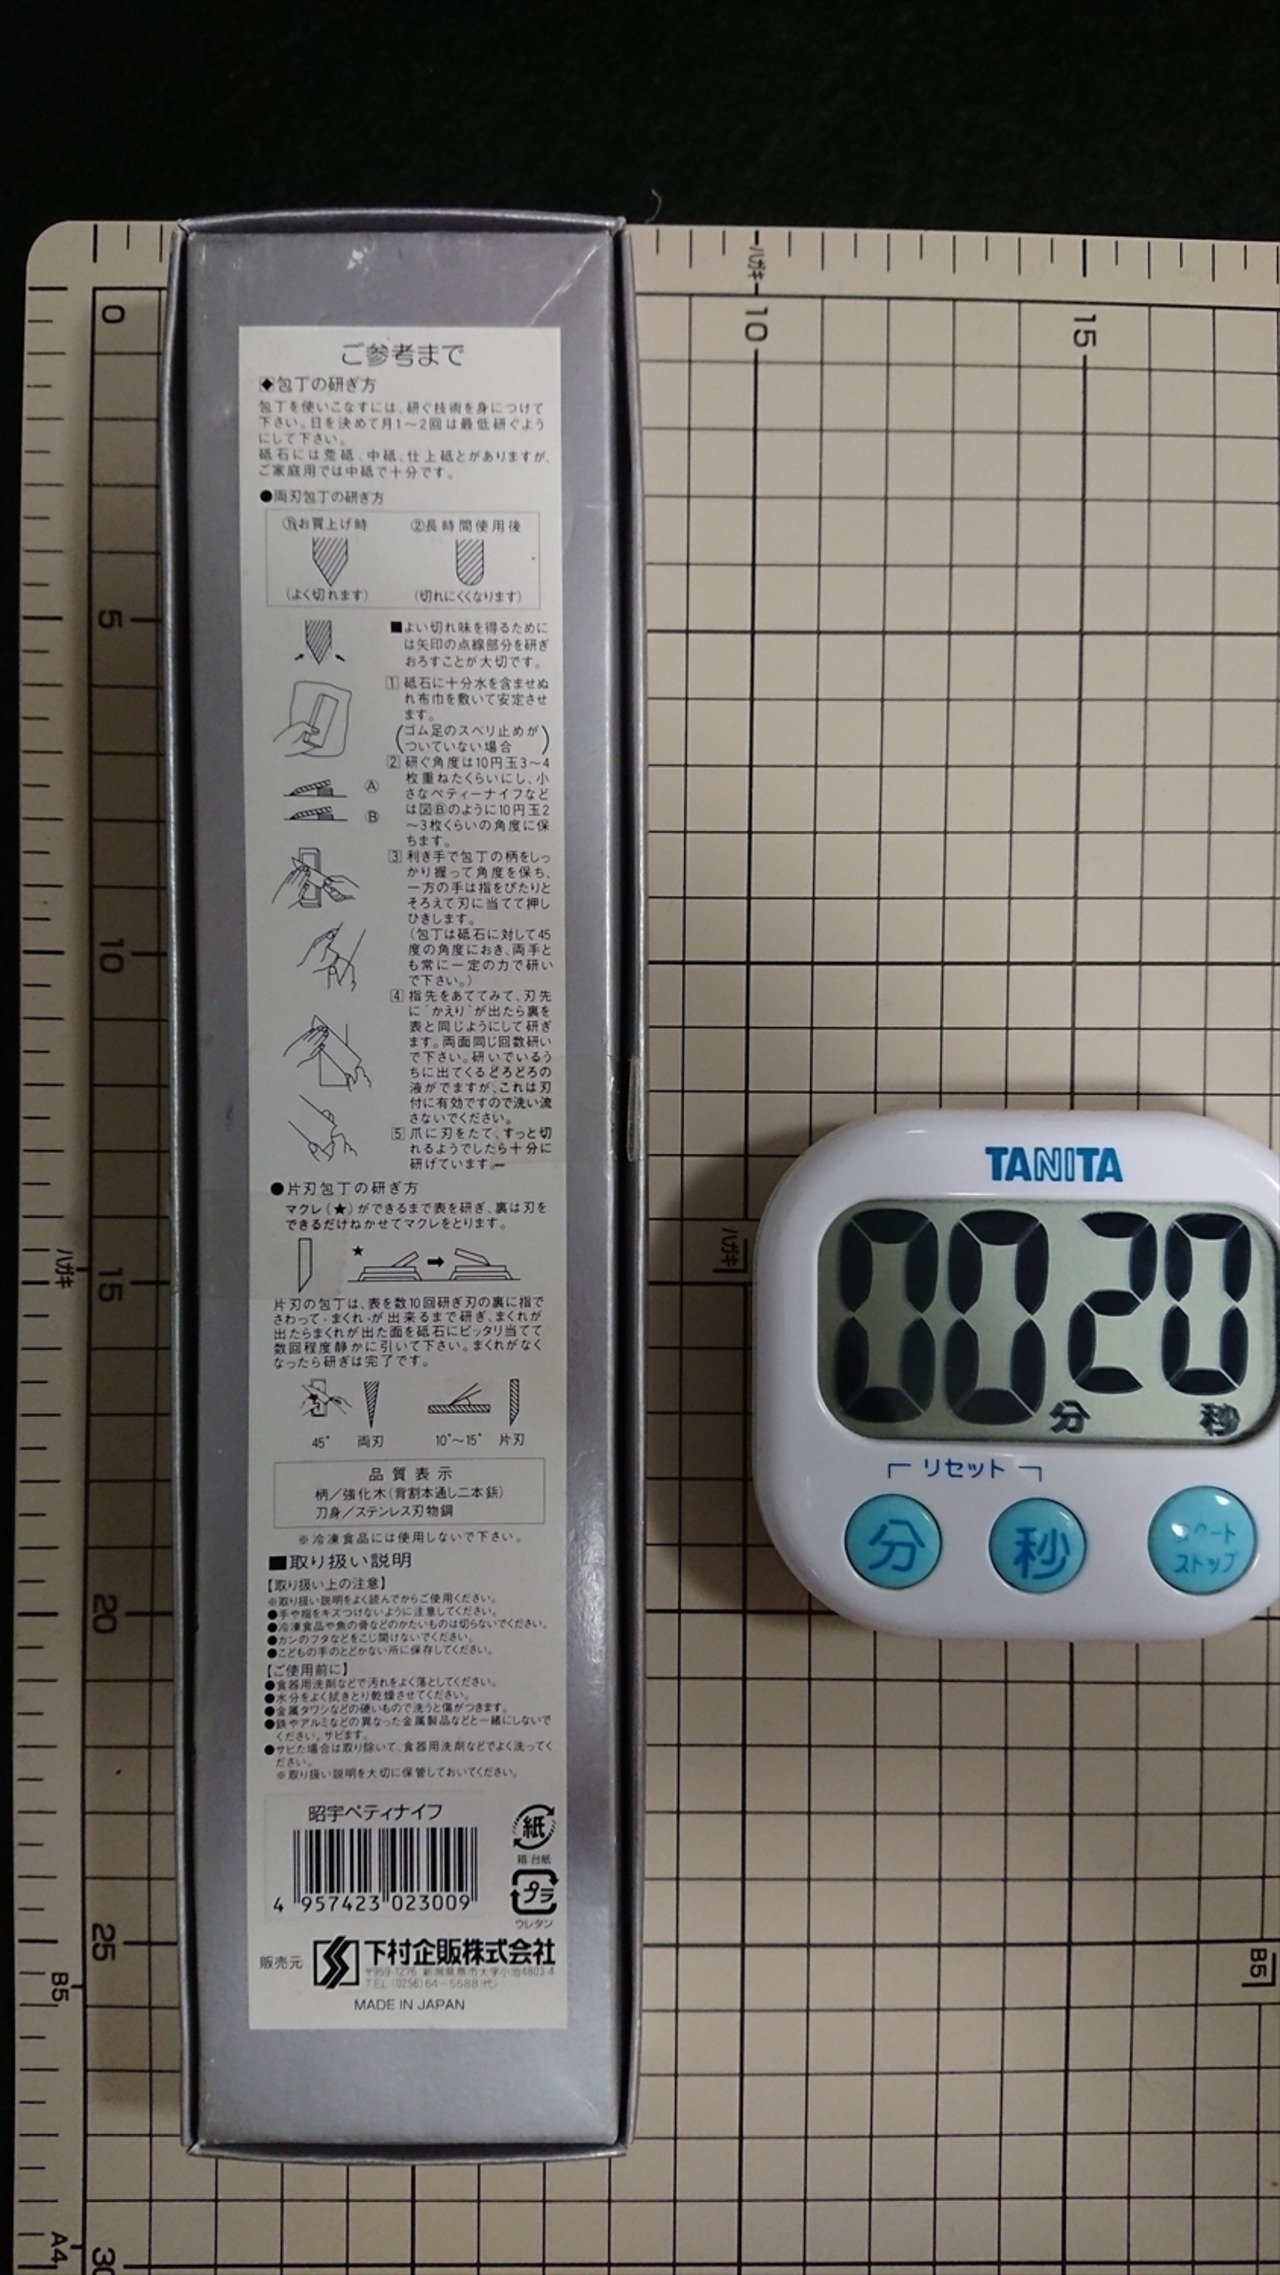 ご参考まで
◆包丁の研ぎ方
包丁を使いこなすには、研ぐ技術を身につけて
下さい。日を決めて月1〜2回は最低研ぐよう
にして下さい。
砥石には荒砥、中砥、仕上砥とがありますが、
ご家庭用では中砥で十分です。
●両刃包丁の研ぎ方
①お買上げ時
②長時間使用後
(よく切れます)
(切れにくくなります)
■よい切れ味を得るために
は矢印の点線部分を研ぎ
おろすことが大切です。
1 砥石に十分水を含ませぬ
れ布巾を敷いて安定させ
ます。
(ゴム足のスベリ止めが
ついていない場合)
2 研ぐ角度は10円玉3〜4
枚重ねたくらいにし、小
さなペティーナイフなど
は図Ⓑのように10円玉2
〜3枚くらいの角度に保
ちます。
Ⓐ
Ⓑ
3 利き手で包丁の柄をしっ
かり握って角度を保ち、
一方の手は指をぴたりと
そろえて刃に当てて押し
ひきします。
(包丁は砥石に対して45
度の角度におき、両手と
も常に一定の力で研い
で下さい。)
4 指先をあててみて、刃先
に"かえり"が出たら裏を
表と同じようにして研ぎ
ます。両面同じ回数研い
で下さい。研いでいるう
ちに出てくるどろどろの
液がでますが、これは刃
付に有効ですので洗い流
さないでください。
5 爪に刃をたて、すっと切
れるようでしたら十分に
研げています。
●片刃包丁の研ぎ方
マクレ(★)ができるまで表を研ぎ、裏は刃を
できるだけねかせてマクレをとります。
★
片刃の包丁は、表を数10回研ぎ刃の裏に指で
さわって-まくれ-が出来るまで研ぎ、まくれが
出たらまくれが出た面を砥石にピッタリ当てて
数回程度静かに引いて下さい。まくれがなく
なったら研ぎは完了です。
45° 両刃 10°〜15° 片刃
品質表示
柄/強化木(背割本通し二本鋲)
刀身/ステンレス刃物鋼
※冷凍食品には使用しないで下さい。
■取り扱い説明
【取り扱い上の注意】
※取り扱い説明をよく読んでからご使用ください。
●手や指をキズつけないように注意してください。
●冷凍食品や魚の骨などのかたいものは切らないでください。
●カンのフタなどをこじ開けないでください。
●こどもの手のとどかない所に保存してください。
【ご使用前に】
●食器用洗剤などで汚れをよく落としてください。
●水分をよく拭きとり乾燥させてください。
●金属タワシなどの硬いもので洗うと傷がつきます。
●鉄やアルミなどの異なった金属製品などと一緒にしないで
ください。サビます。
●サビた場合は取り除いて、食器用洗剤などでよく洗ってく
ださい。
※取り扱い説明を大切に保管しておいてください。
昭宇ペティナイフ
4 957423 023009
紙
箱・台紙
プラ
ウレタン
販売元
下村企販株式会社
〒959-1276 新潟県燕市大字小池4803-4
TEL(0256)64-5588(代)
MADE IN JAPAN
0
5
10
15
20
25
30
ハガキ
B5
A4
ハガキ
10
15
ハガキ
B5
TANITA
00分20秒
リセット
分
秒
スタート
ストップ